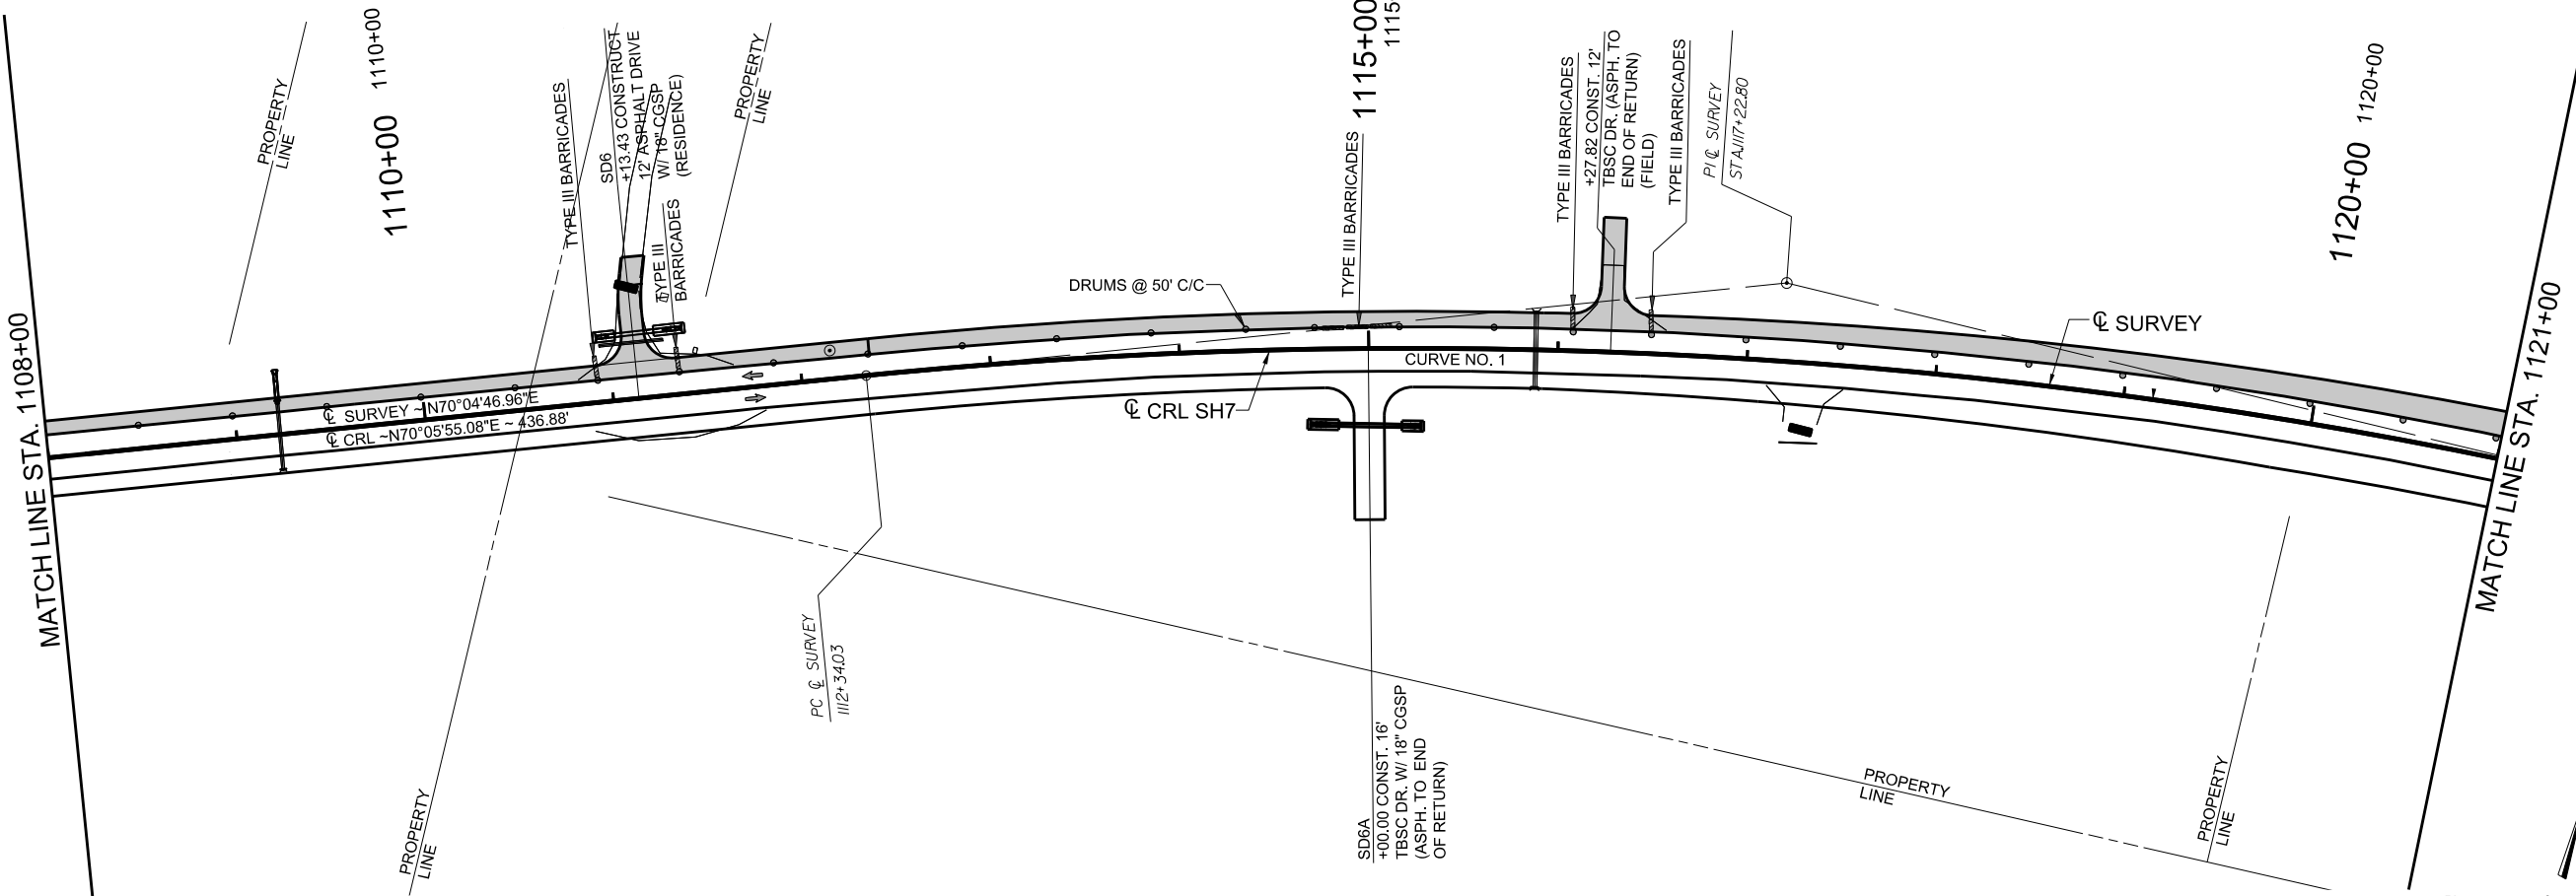 MATCH LINE STA. 1108+00
PROPERTY
LINE
1110+00
1110+00
TYPE III BARRICADES
SD6
+13.43 CONSTRUCT
12' ASPHALT DRIVE
W/ 18" CGSP
(RESIDENCE)
TYPE III
BARRICADES
PROPERTY
LINE
DRUMS @ 50' C/C
TYPE III BARRICADES
1115+00
TYPE III BARRICADES
+27.82 CONST. 12'
TBSC DR. (ASPH. TO
END OF RETURN)
(FIELD)
TYPE III BARRICADES
PI ℄ SURVEY
STA.1117+22.80
1120+00
1120+00
℄ SURVEY
MATCH LINE STA. 1121+00
℄ SURVEY ~ N70°04'46.96"E
℄ CRL ~N70°05'55.08"E ~ 436.88'
CURVE NO. 1
℄ CRL SH7
PC ℄ SURVEY
1112+34.03
SD6A
+00.00 CONST. 16'
TBSC DR. W/ 18" CGSP
(ASPH. TO END
OF RETURN)
PROPERTY
LINE
PROPERTY
LINE
PROPERTY
LINE